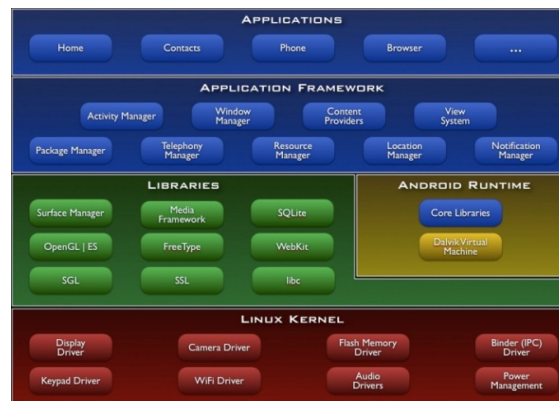 APPLICATIONS
Home
Contacts
Phone
Browser
...
APPLICATION FRAMEWORK
Activity Manager
Window
Manager
Content
Providers
View
System
Package Manager
Telephony
Manager
Resource
Manager
Location
Manager
Notification
Manager
LIBRARIES
Surface Manager
Media
Framework
SQLite
OpenGL | ES
FreeType
WebKit
SGL
SSL
libc
ANDROID RUNTIME
Core Libraries
Dalvik Virtual
Machine
LINUX KERNEL
Display
Driver
Camera Driver
Flash Memory
Driver
Binder (IPC)
Driver
Keypad Driver
WiFi Driver
Audio
Drivers
Power
Management